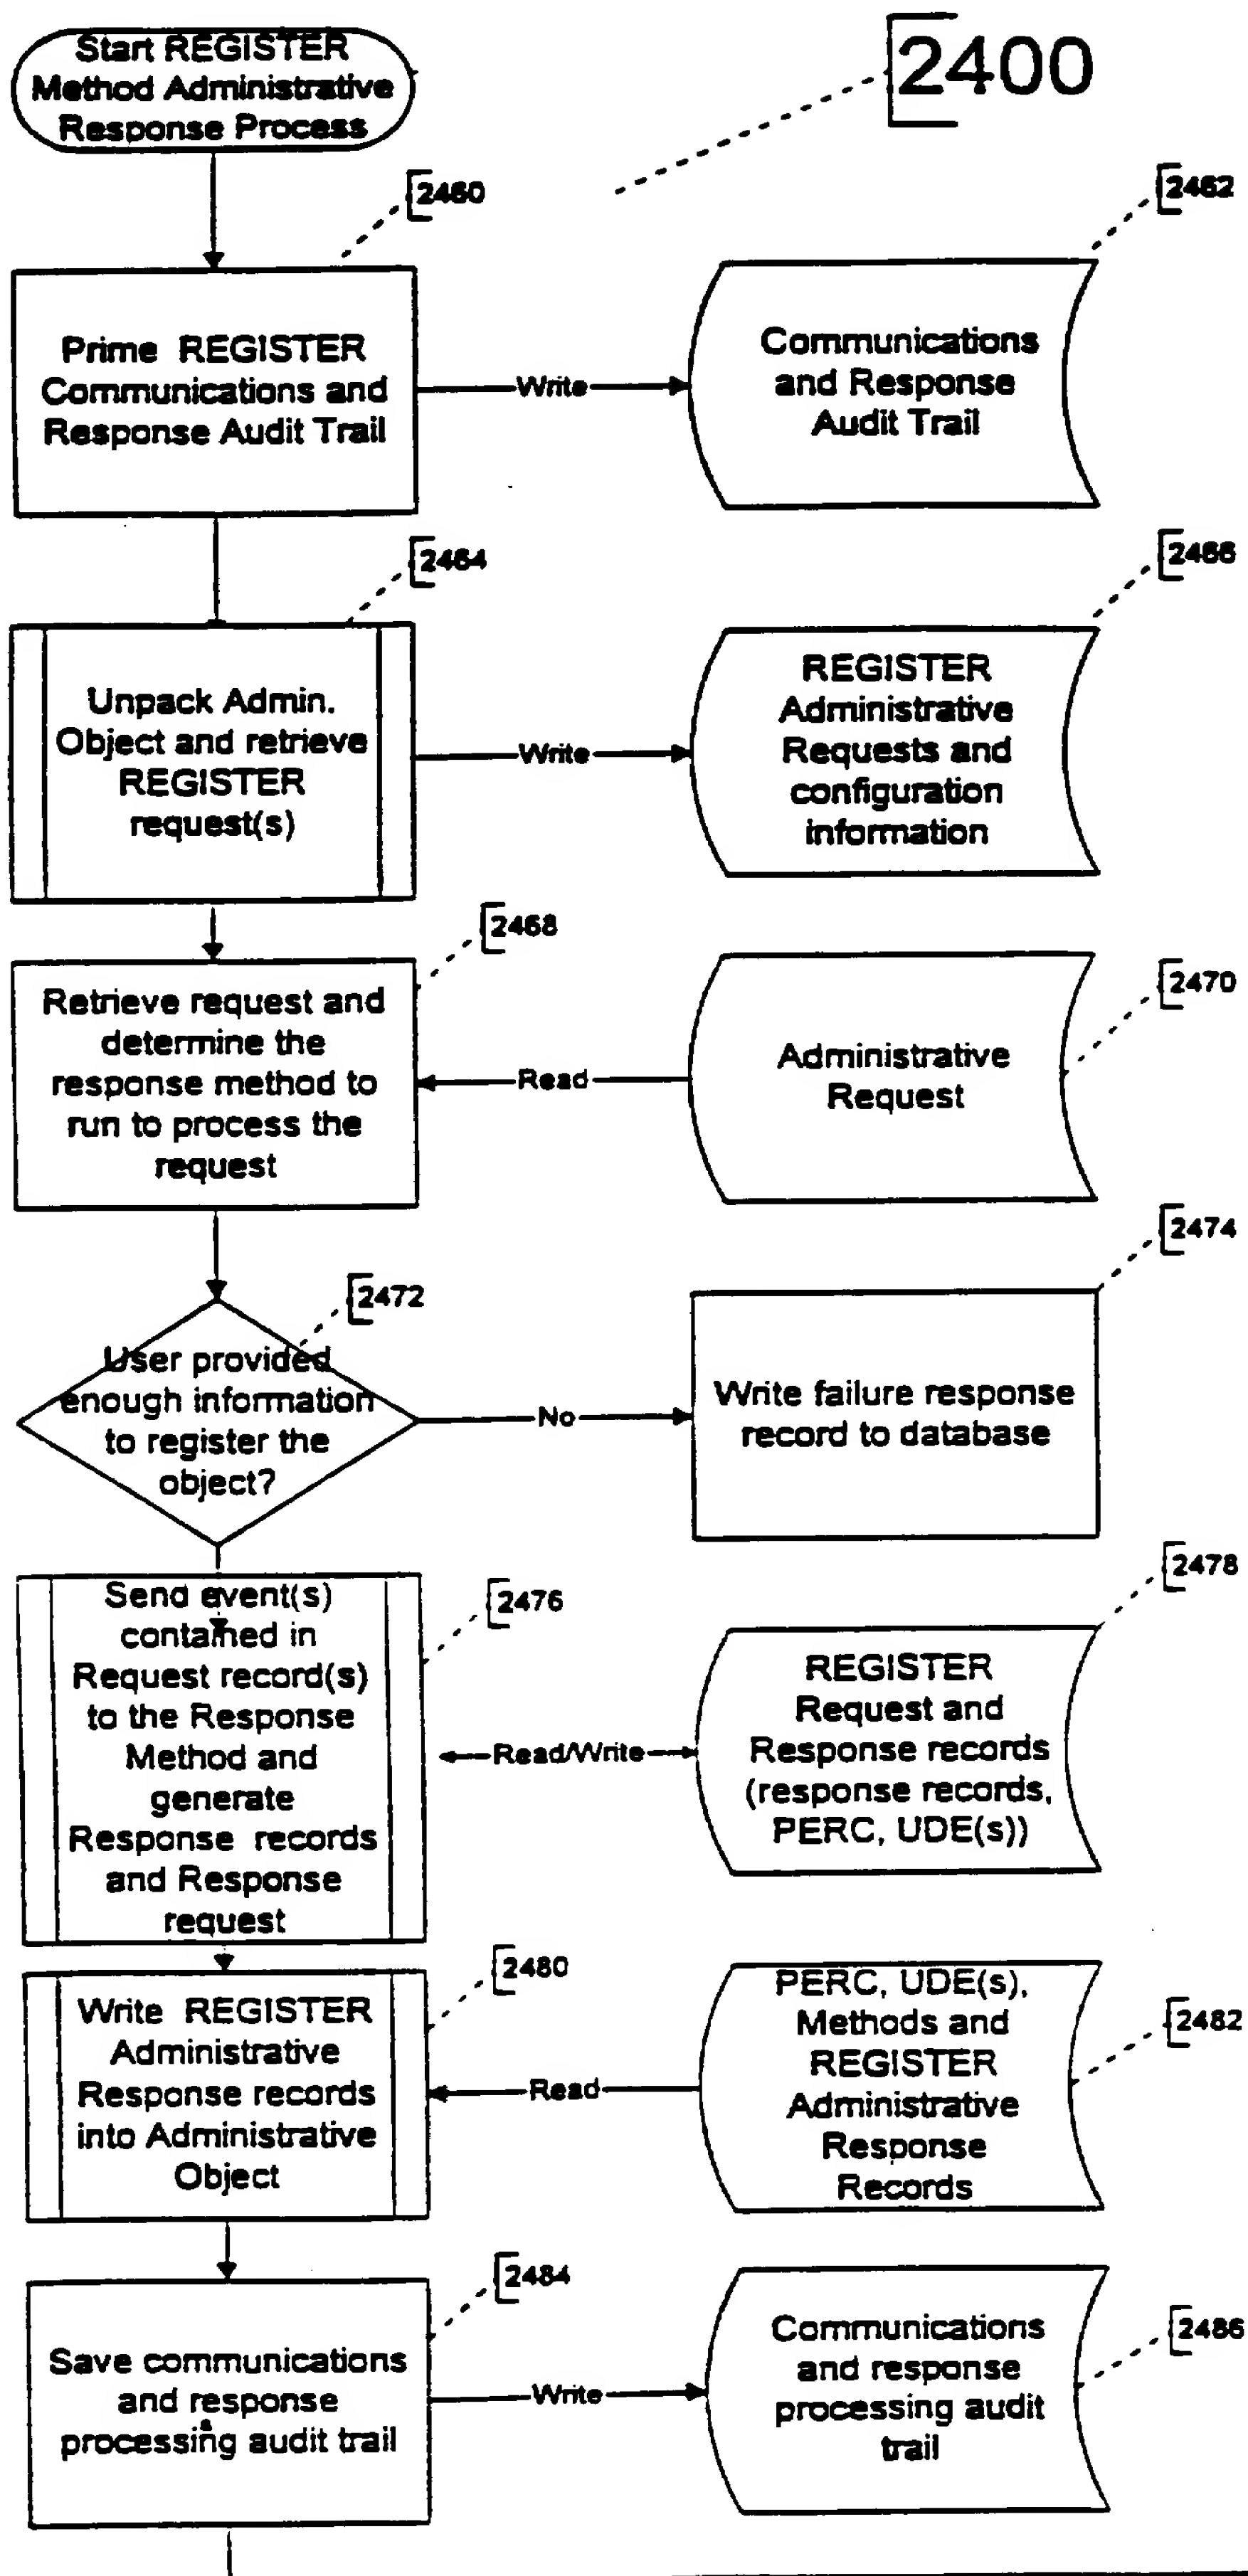 Start REGISTER
Method Administrative
Response Process
2400
2460
2462
Prime REGISTER
Communications and
Response Audit Trail
Write
Communications
and Response
Audit Trail
2464
2466
Unpack Admin.
Object and retrieve
REGISTER
request(s)
Write
REGISTER
Administrative
Requests and
configuration
information
2468
2470
Retrieve request and
determine the
response method to
run to process the
request
Read
Administrative
Request
2472
2474
User provided
enough information
to register the
object?
No
Write failure response
record to database
2476
2478
Send event(s)
contained in
Request record(s)
to the Response
Method and
generate
Response records
and Response
request
Read/Write
REGISTER
Request and
Response records
(response records,
PERC, UDE(s))
2480
2482
Write REGISTER
Administrative
Response records
into Administrative
Object
Read
PERC, UDE(s),
Methods and
REGISTER
Administrative
Response
Records
2484
2486
Save communications
and response
processing audit trail
Write
Communications
and response
processing audit
trail